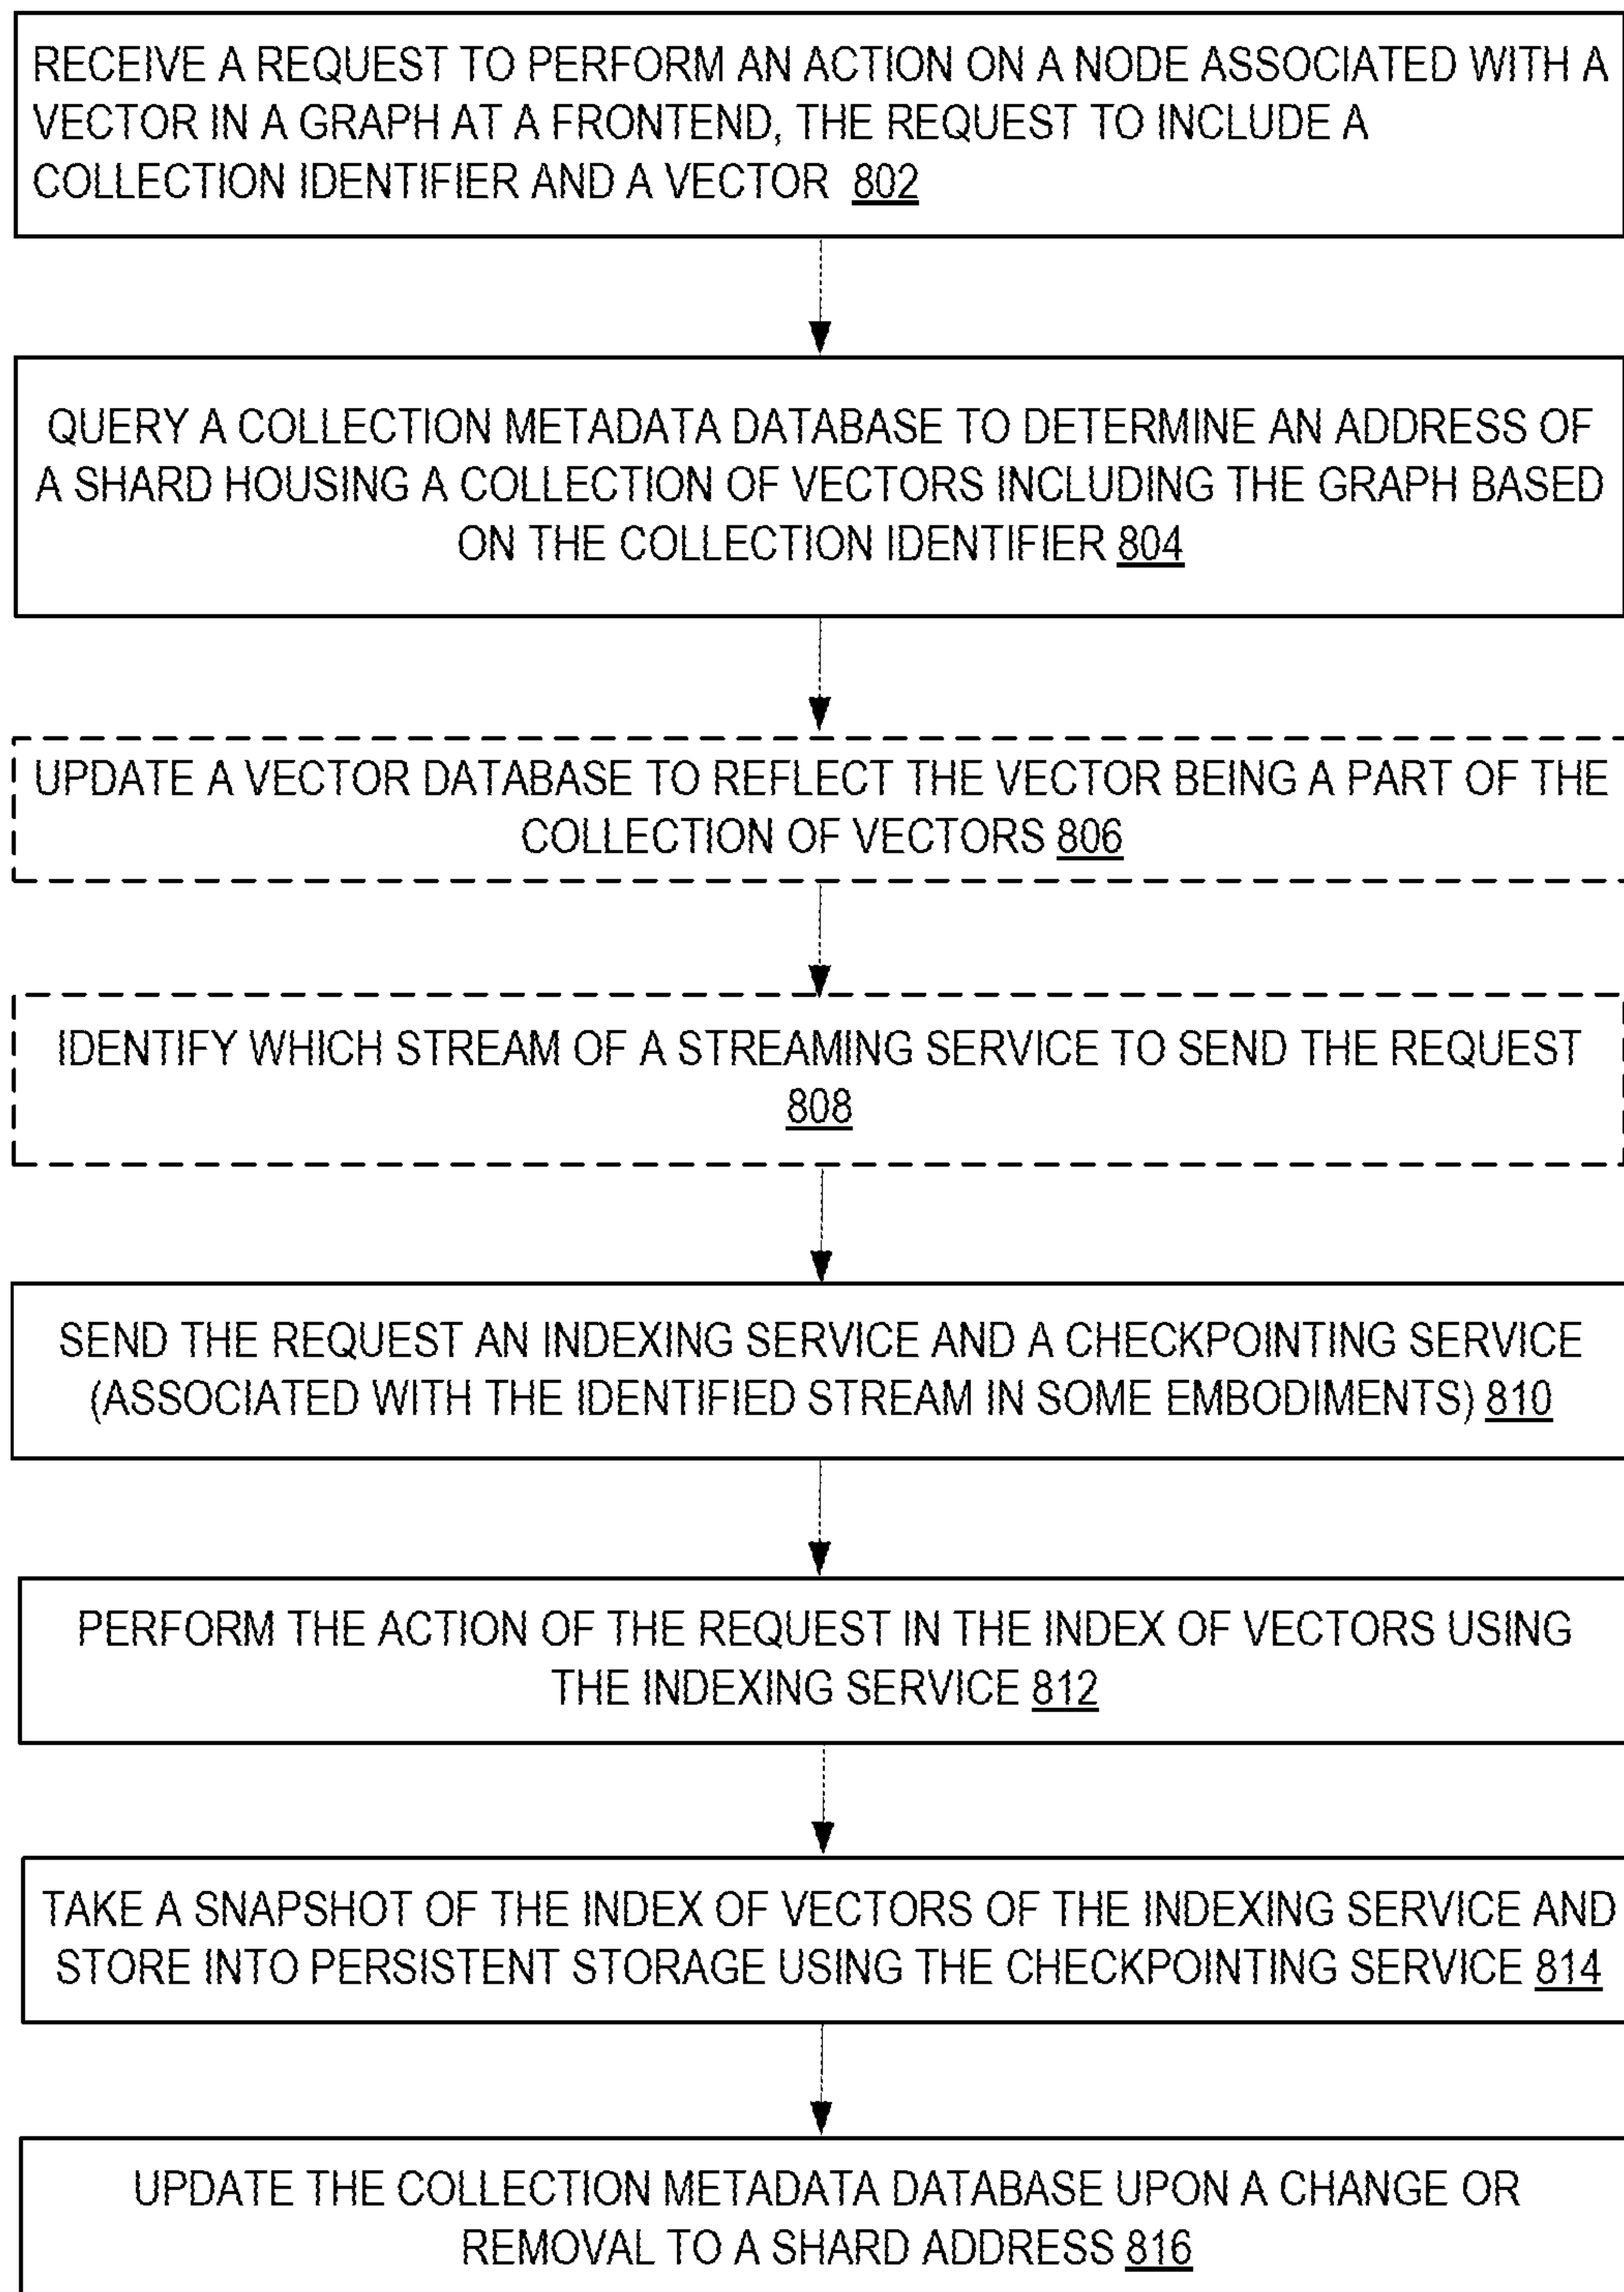 RECEIVE A REQUEST TO PERFORM AN ACTION ON A NODE ASSOCIATED WITH A
VECTOR IN A GRAPH AT A FRONTEND, THE REQUEST TO INCLUDE A
COLLECTION IDENTIFIER AND A VECTOR 802
QUERY A COLLECTION METADATA DATABASE TO DETERMINE AN ADDRESS OF
A SHARD HOUSING A COLLECTION OF VECTORS INCLUDING THE GRAPH BASED
ON THE COLLECTION IDENTIFIER 804
UPDATE A VECTOR DATABASE TO REFLECT THE VECTOR BEING A PART OF THE
COLLECTION OF VECTORS 806
IDENTIFY WHICH STREAM OF A STREAMING SERVICE TO SEND THE REQUEST
808
SEND THE REQUEST AN INDEXING SERVICE AND A CHECKPOINTING SERVICE
(ASSOCIATED WITH THE IDENTIFIED STREAM IN SOME EMBODIMENTS) 810
PERFORM THE ACTION OF THE REQUEST IN THE INDEX OF VECTORS USING
THE INDEXING SERVICE 812
TAKE A SNAPSHOT OF THE INDEX OF VECTORS OF THE INDEXING SERVICE AND
STORE INTO PERSISTENT STORAGE USING THE CHECKPOINTING SERVICE 814
UPDATE THE COLLECTION METADATA DATABASE UPON A CHANGE OR
REMOVAL TO A SHARD ADDRESS 816